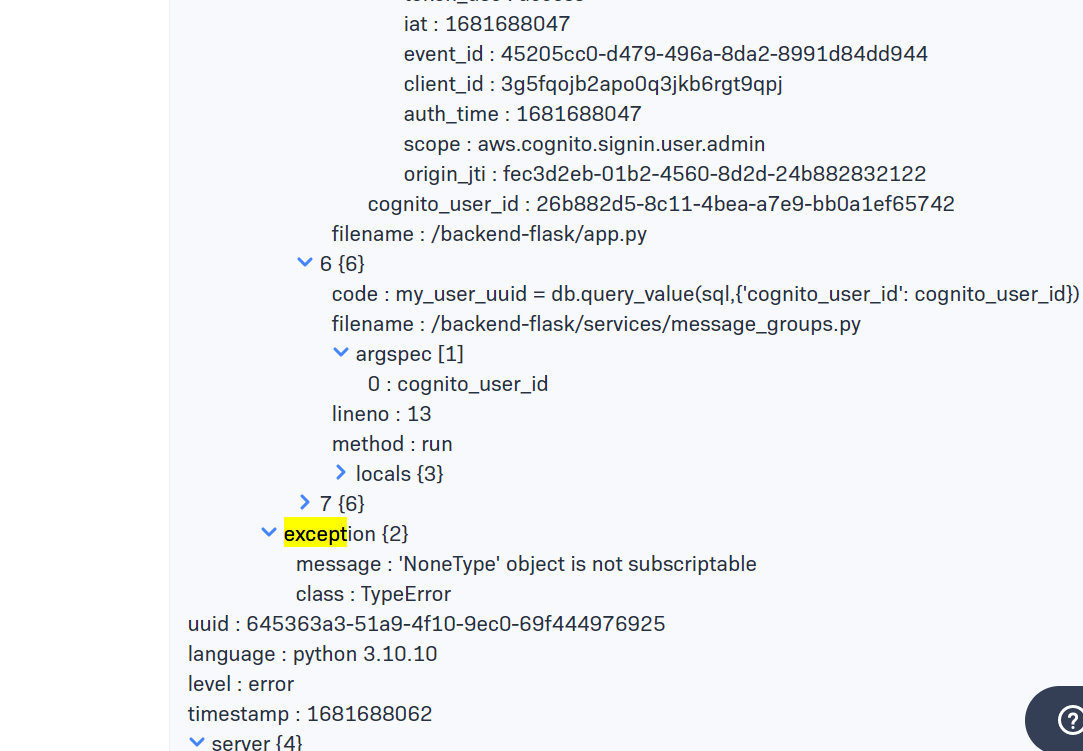 iat : 1681688047
event_id : 45205cc0-d479-496a-8da2-8991d84dd944
client_id : 3g5fqojb2apo0q3jkb6rgt9qpj
auth_time : 1681688047
scope : aws.cognito.signin.user.admin
origin_jti : fec3d2eb-01b2-4560-8d2d-24b882832122
cognito_user_id : 26b882d5-8c11-4bea-a7e9-bb0a1ef65742
filename : /backend-flask/app.py
6 {6}
code : my_user_uuid = db.query_value(sql,{'cognito_user_id': cognito_user_id})
filename : /backend-flask/services/message_groups.py
argspec [1]
0 : cognito_user_id
lineno : 13
method : run
locals {3}
7 {6}
exception {2}
message : 'NoneType' object is not subscriptable
class : TypeError
uuid : 645363a3-51a9-4f10-9ec0-69f444976925
language : python 3.10.10
level : error
timestamp : 1681688062
server {4}
?